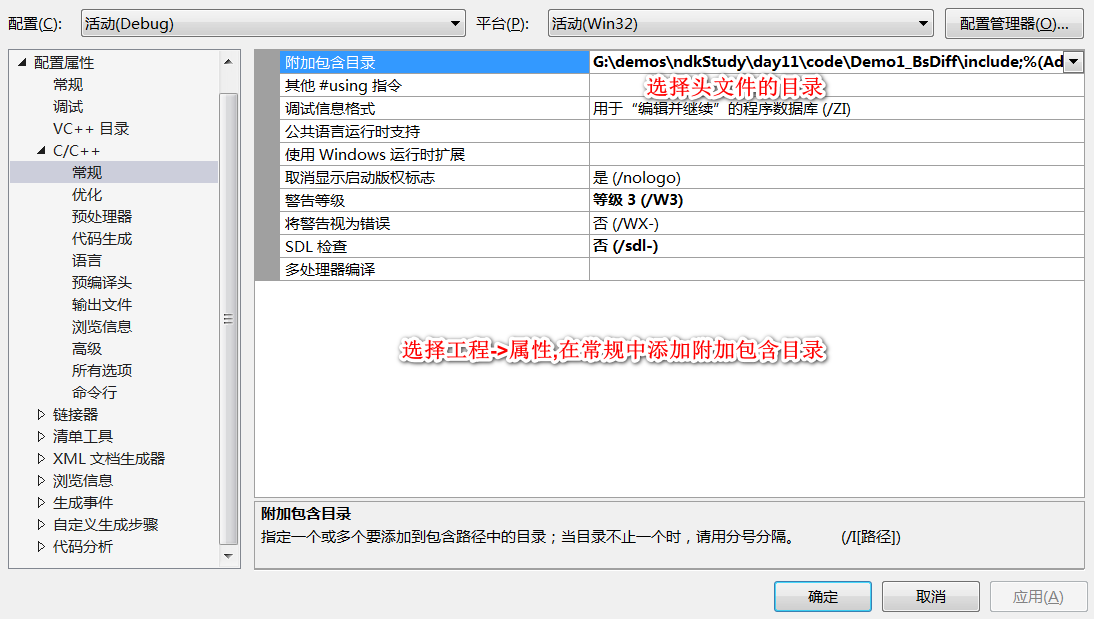 配置(C): 活动(Debug) 平台(P): 活动(Win32) 配置管理器(O)...
配置属性
常规
调试
VC++ 目录
C/C++
常规
优化
预处理器
代码生成
语言
预编译头
输出文件
浏览信息
高级
所有选项
命令行
链接器
清单工具
XML 文档生成器
浏览信息
生成事件
自定义生成步骤
代码分析
附加包含目录 G:\demos\ndkStudy\day11\code\Demo1_BsDiff\include;%(Ad
其他 #using 指令
选择头文件的目录
调试信息格式 用于“编辑并继续”的程序数据库 (/ZI)
公共语言运行时支持
使用 Windows 运行时扩展
取消显示启动版权标志 是 (/nologo)
警告等级 等级 3 (/W3)
将警告视为错误 否 (/WX-)
SDL 检查 否 (/sdl-)
多处理器编译
选择工程->属性,在常规中添加附加包含目录
附加包含目录
指定一个或多个要添加到包含路径中的目录；当目录不止一个时，请用分号分隔。 (/I[路径])
确定 取消 应用(A)